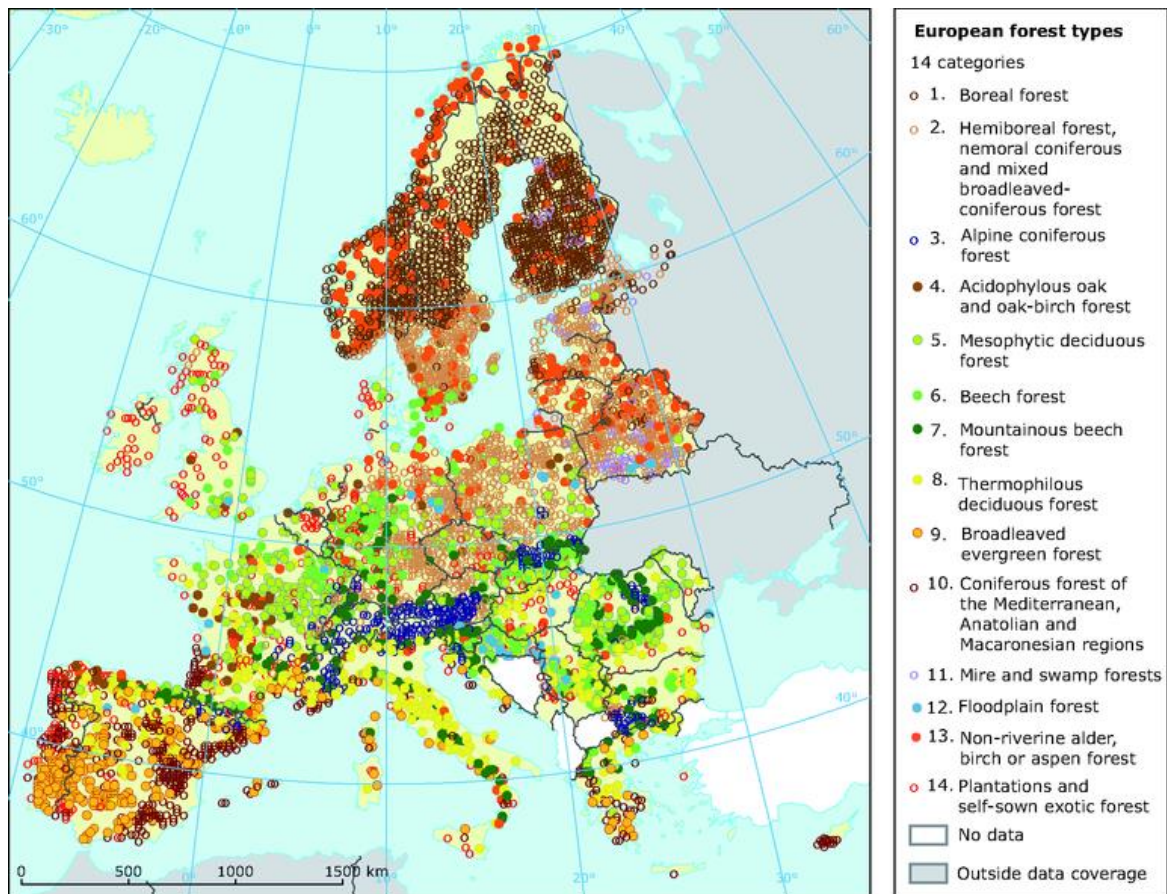 -30° -20° -10° 0° 10° 20° 30° 40° 50° 60°
60°
60°
50°
50°
40°
40°
0 500 1000 1500 km
0° 10° 20° 30°
European forest types
14 categories
1. Boreal forest
2. Hemiboreal forest,
nemoral coniferous
and mixed
broadleaved-
coniferous forest
3. Alpine coniferous
forest
4. Acidophylous oak
and oak-birch forest
5. Mesophytic deciduous
forest
6. Beech forest
7. Mountainous beech
forest
8. Thermophilous
deciduous forest
9. Broadleaved
evergreen forest
10. Coniferous forest of
the Mediterranean,
Anatolian and
Macaronesian regions
11. Mire and swamp forests
12. Floodplain forest
13. Non-riverine alder,
birch or aspen forest
14. Plantations and
self-sown exotic forest
No data
Outside data coverage